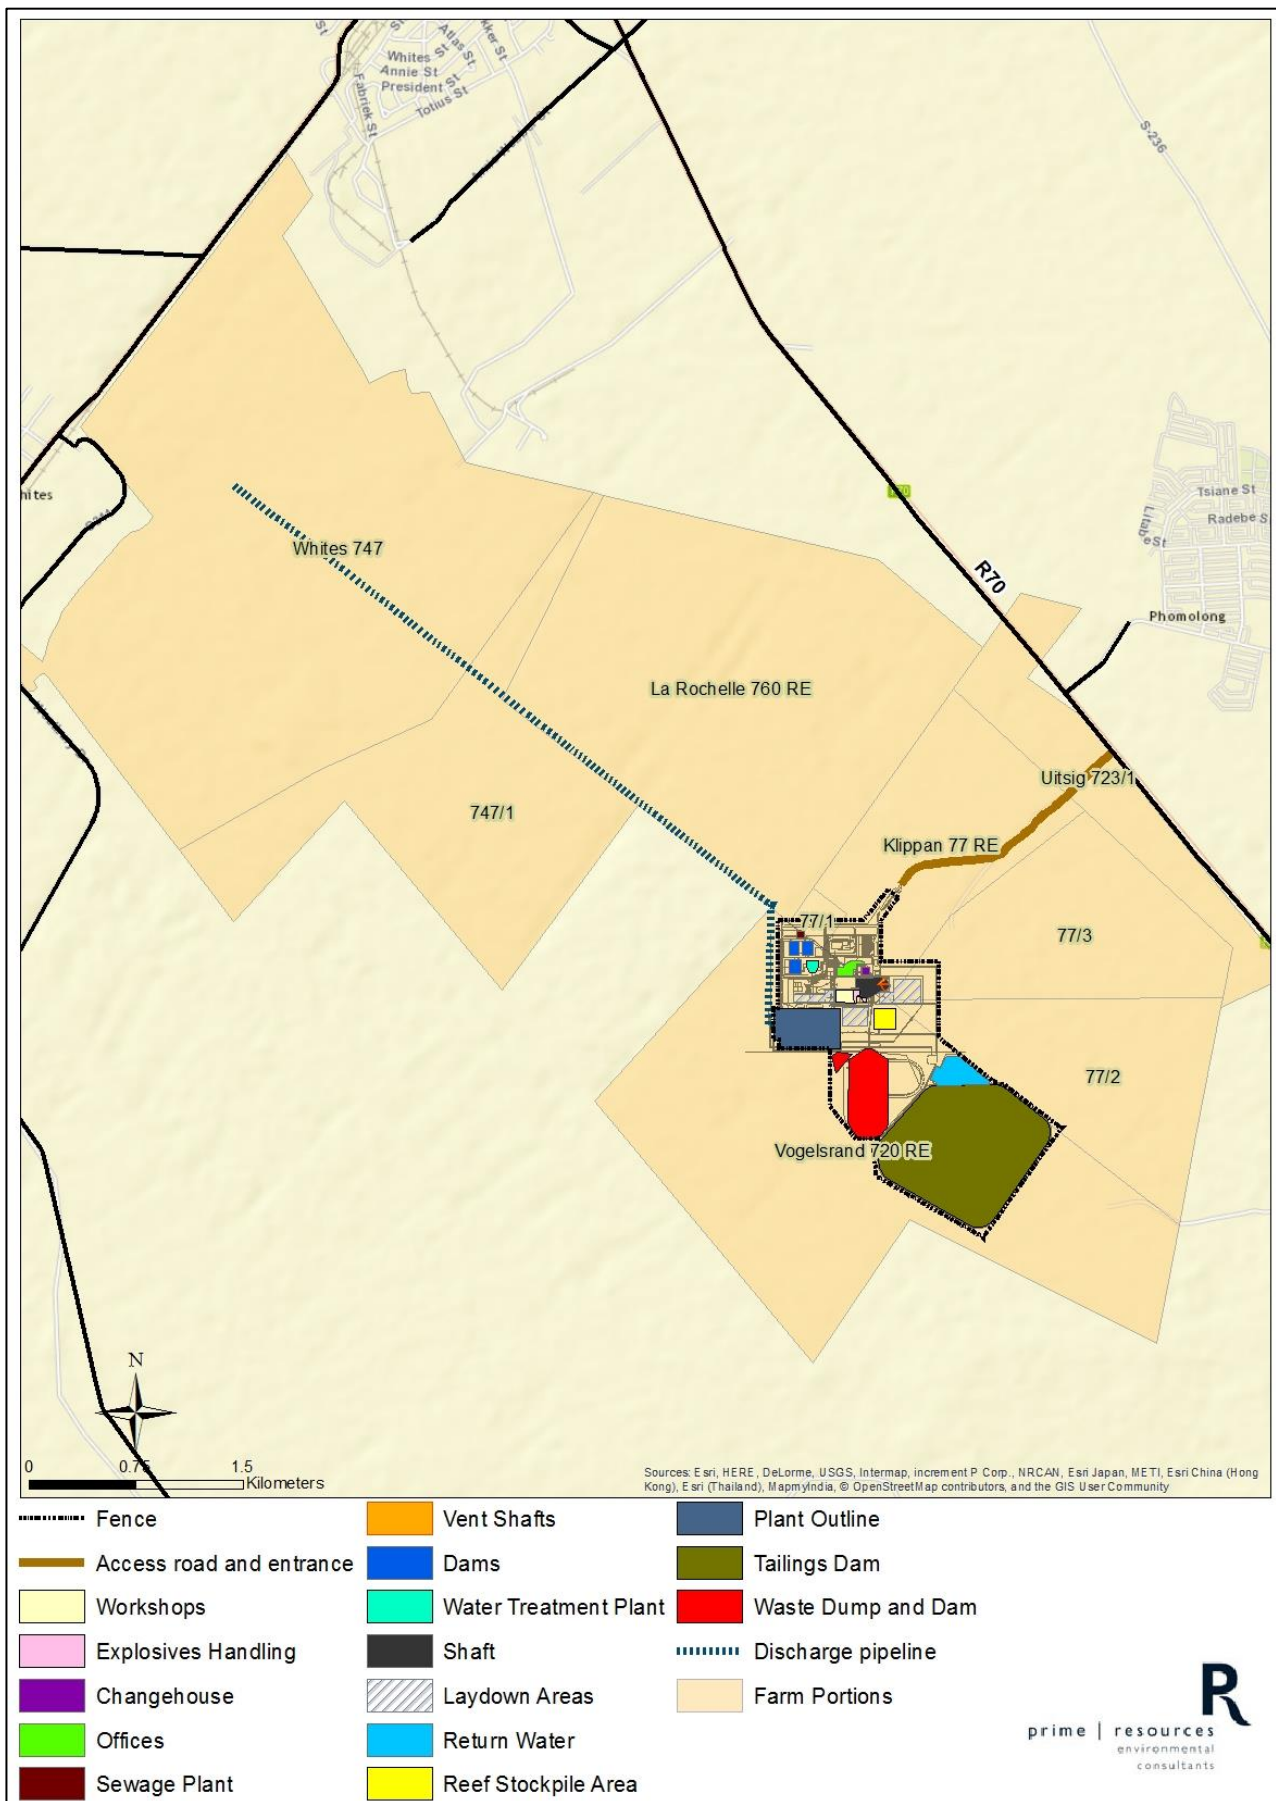 St
St
kker St
Atlas St
Whites
Annie St
President St
Totius St
Fabriek St
S-236
R70
Tsiane St
Radebe S
Litabe St
hites
Whites 747
R70
Phomolong
La Rochelle 760 RE
Uitsig 723/1
747/1
Klippan 77 RE
77/1
77/3
77/2
Vogelsrand 720 RE
N
0 0.75 1.5
Kilometers
Sources: Esri, HERE, DeLorme, USGS, Intermap, increment P Corp., NRCAN, Esri Japan, METI, Esri China (Hong
Kong), Esri (Thailand), MapmyIndia, © OpenStreetMap contributors, and the GIS User Community
Fence
Access road and entrance
Workshops
Explosives Handling
Changehouse
Offices
Sewage Plant
Vent Shafts
Dams
Water Treatment Plant
Shaft
Laydown Areas
Return Water
Reef Stockpile Area
Plant Outline
Tailings Dam
Waste Dump and Dam
Discharge pipeline
Farm Portions
R
prime | resources
environmental
consultants